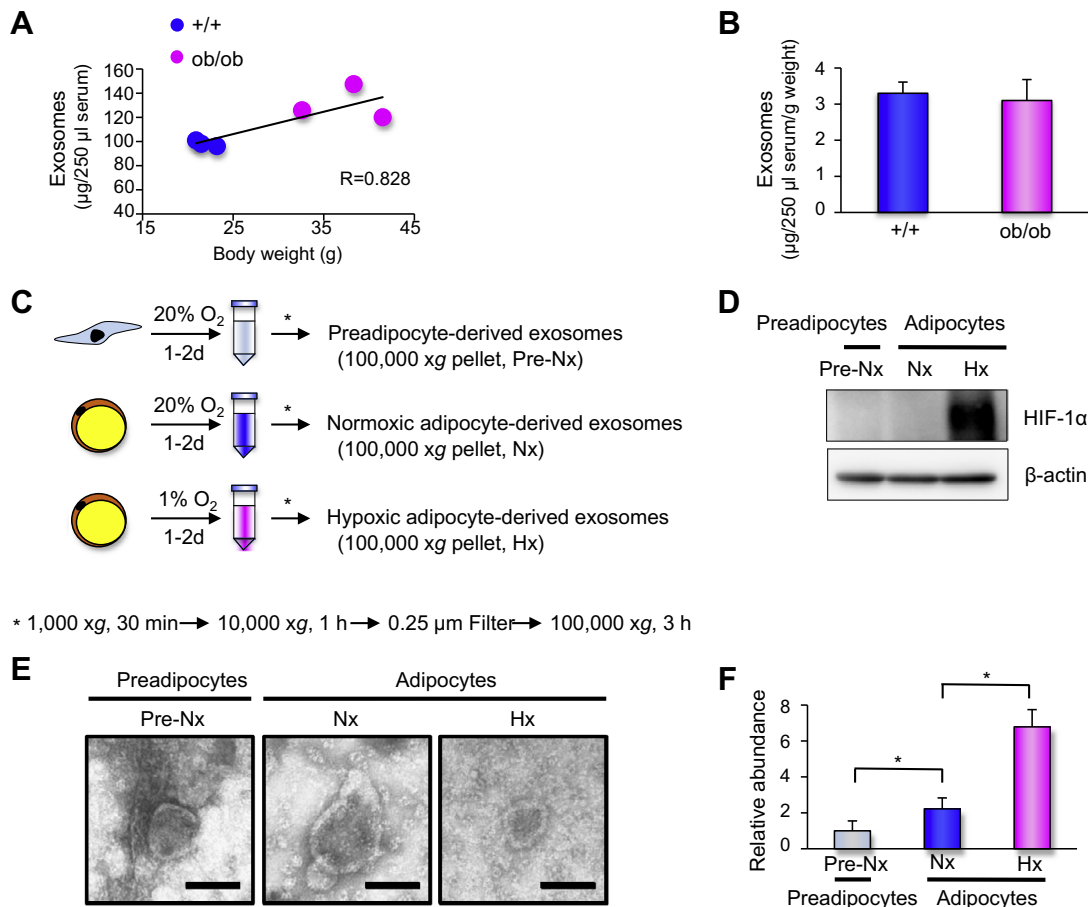 A
+/+
ob/ob
Exosomes
(µg/250 µl serum)
160
140
120
100
80
60
40
R=0.828
15
25
35
45
Body weight (g)
B
Exosomes
(µg/250 µl serum/g weight)
4
3
2
1
0
+/+
ob/ob
C
20% O2
1-2d
*
Preadipocyte-derived exosomes
(100,000 xg pellet, Pre-Nx)
20% O2
1-2d
*
Normoxic adipocyte-derived exosomes
(100,000 xg pellet, Nx)
1% O2
1-2d
*
Hypoxic adipocyte-derived exosomes
(100,000 xg pellet, Hx)
* 1,000 xg, 30 min → 10,000 xg, 1 h → 0.25 µm Filter → 100,000 xg, 3 h
D
Preadipocytes
Adipocytes
Pre-Nx
Nx
Hx
HIF-1α
β-actin
E
Preadipocytes
Adipocytes
Pre-Nx
Nx
Hx
F
Relative abundance
8
6
4
2
0
*
*
Pre-Nx
Nx
Hx
Preadipocytes
Adipocytes